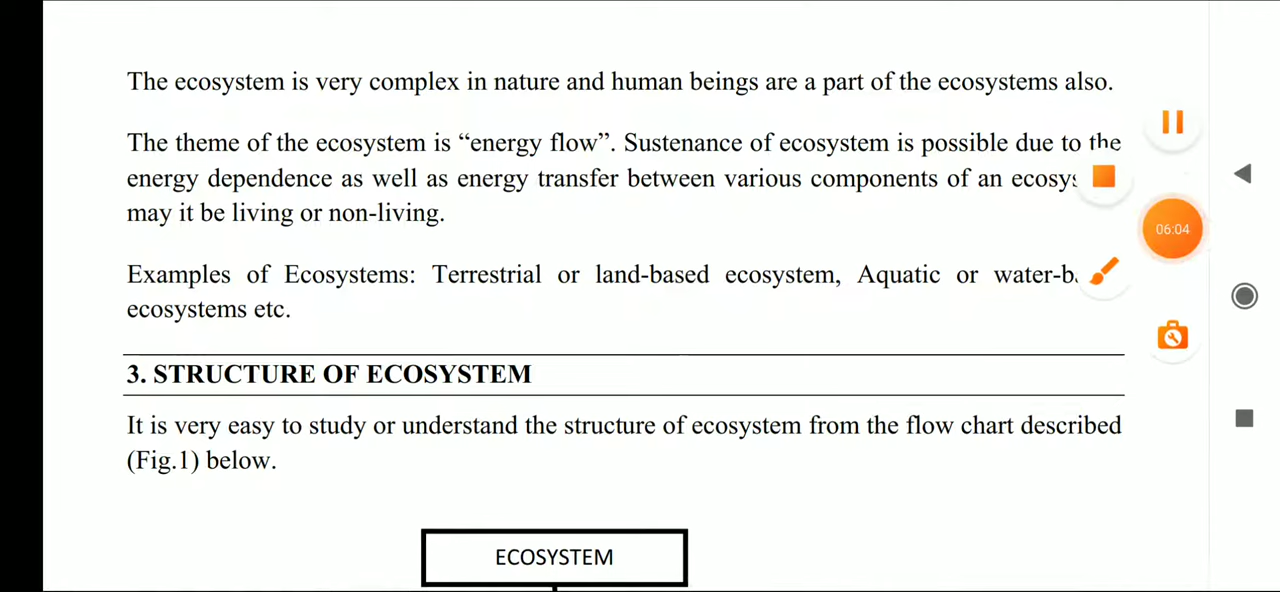 The ecosystem is very complex in nature and human beings are a part of the ecosystems also.
The theme of the ecosystem is “energy flow”. Sustenance of ecosystem is possible due to the
energy dependence as well as energy transfer between various components of an
may it be living or non-living.
Examples of Ecosystems: Terrestrial or land-based ecosystem, Aquatic or
ecosystems etc.
3. STRUCTURE OF ECOSYSTEM
It is very easy to study or understand the structure of ecosystem from the flow chart described
(Fig.1) below.
ECOSYSTEM
06:04